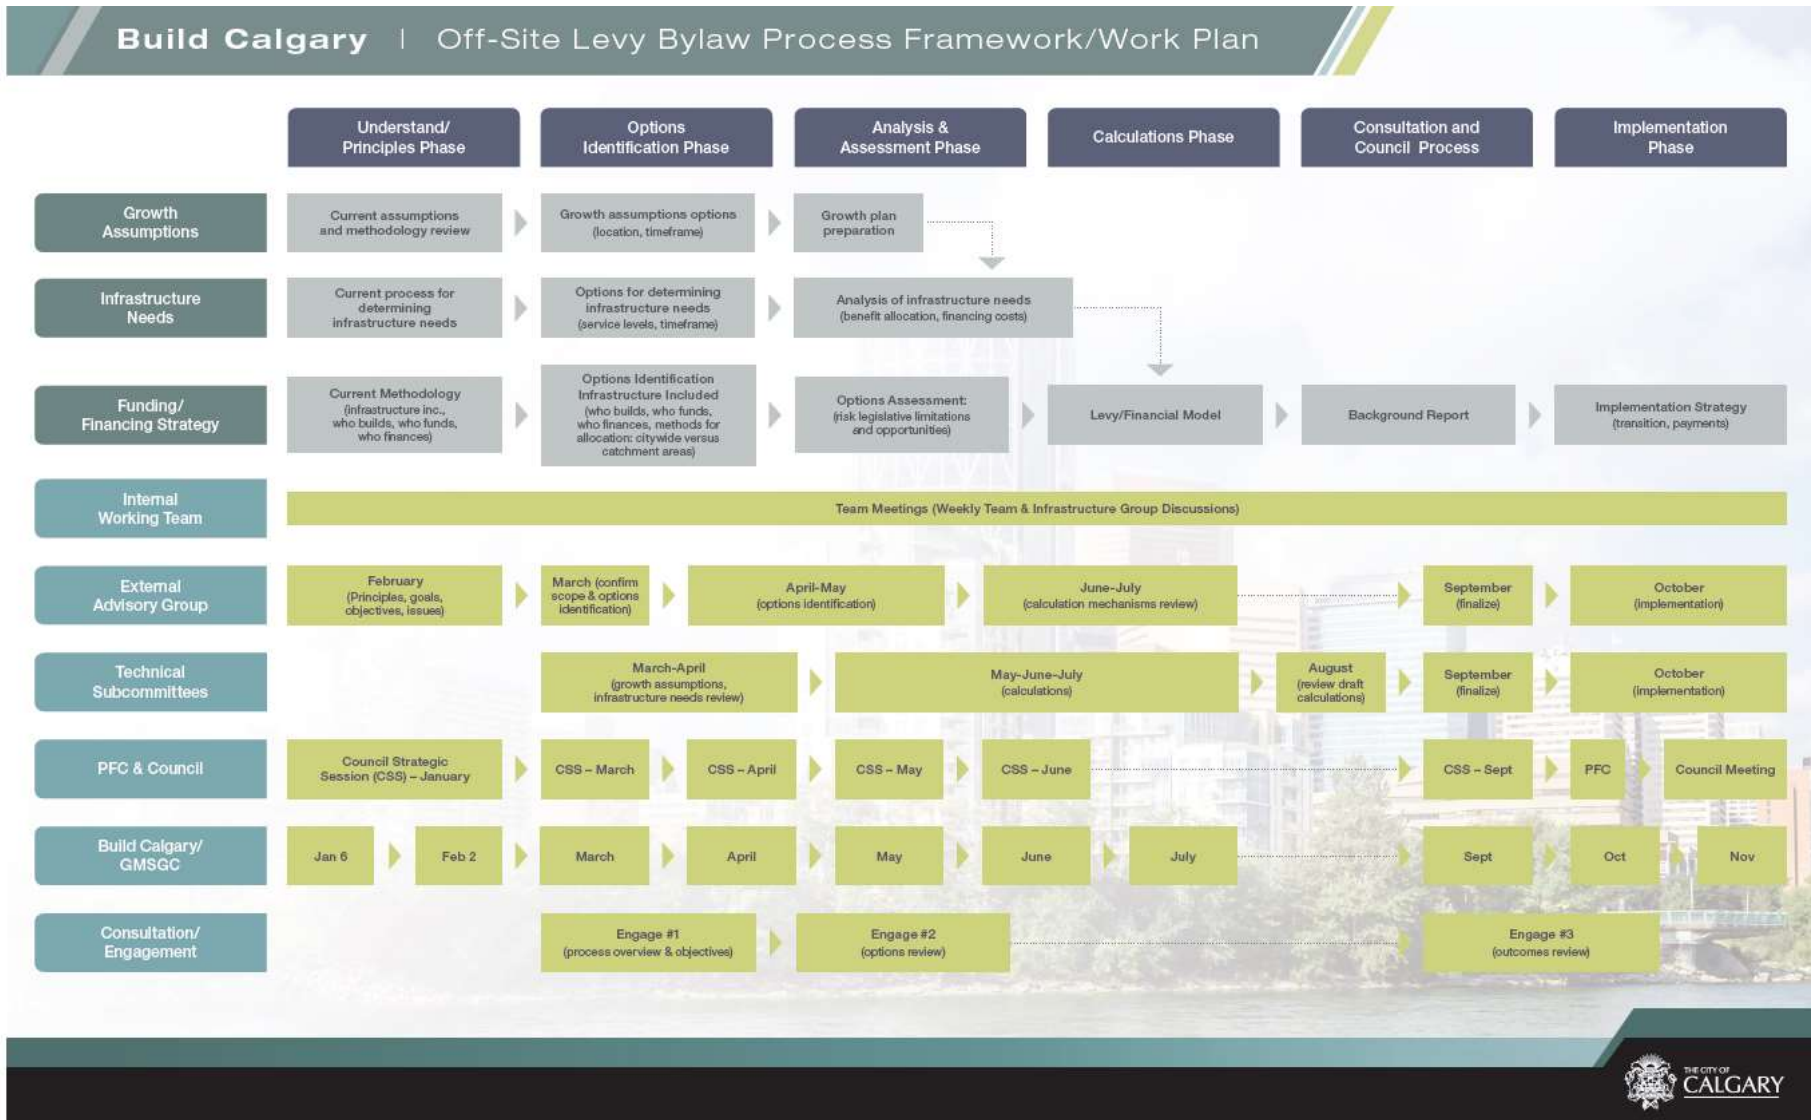 Build Calgary | Off-Site Levy Bylaw Process Framework/Work Plan
Understand/
Principles Phase
Options
Identification Phase
Analysis &
Assessment Phase
Calculations Phase
Consultation and
Council Process
Implementation
Phase
Growth
Assumptions
Current assumptions
and methodology review
Growth assumptions options
(location, timeframe)
Growth plan
preparation
Infrastructure
Needs
Current process for
determining
infrastructure needs
Options for determining
infrastructure needs
(service levels, timeframe)
Analysis of infrastructure needs
(benefit allocation, financing costs)
Funding/
Financing Strategy
Current Methodology
(infrastructure inc.,
who builds, who funds,
who finances)
Options Identification
Infrastructure Included
(who builds, who funds,
who finances, methods for
allocation: citywide versus
catchment areas)
Options Assessment:
(risk legislative limitations
and opportunities)
Levy/Financial Model
Background Report
Implementation Strategy
(transition, payments)
Internal
Working Team
Team Meetings (Weekly Team & Infrastructure Group Discussions)
External
Advisory Group
February
(Principles, goals,
objectives, issues)
March (confirm
scope & options
identification)
April-May
(options identification)
June-July
(calculation mechanisms review)
September
(finalize)
October
(implementation)
Technical
Subcommittees
March-April
(growth assumptions,
infrastructure needs review)
May-June-July
(calculations)
August
(review draft
calculations)
September
(finalize)
October
(implementation)
PFC & Council
Council Strategic
Session (CSS) – January
CSS – March
CSS – April
CSS – May
CSS – June
CSS – Sept
PFC
Council Meeting
Build Calgary/
GMSGC
Jan 6
Feb 2
March
April
May
June
July
Sept
Oct
Nov
Consultation/
Engagement
Engage #1
(process overview & objectives)
Engage #2
(options review)
Engage #3
(outcomes review)
THE CITY OF
CALGARY